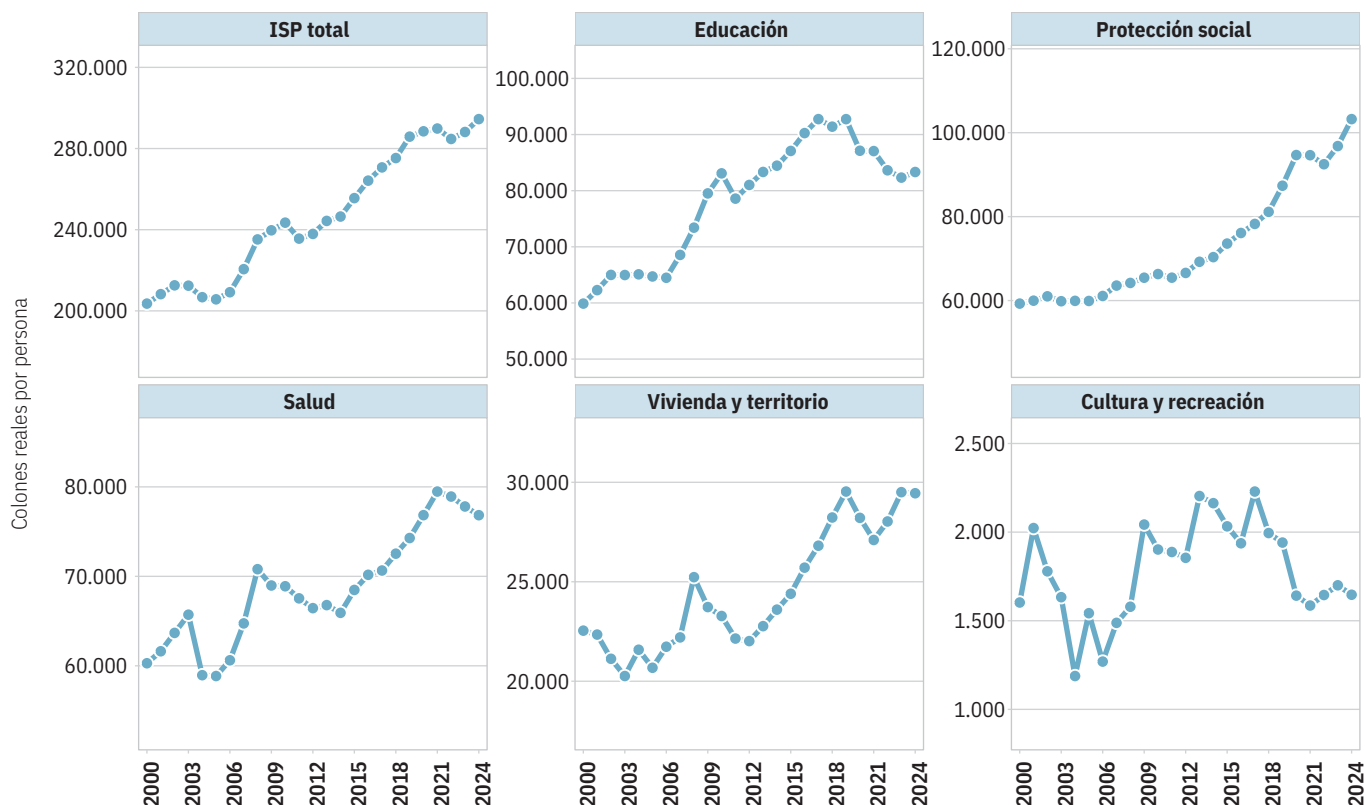 Colones reales por persona
ISP total
320.000
280.000
240.000
200.000
Educación
100.000
90.000
80.000
70.000
60.000
50.000
Protección social
120.000
100.000
80.000
60.000
Salud
80.000
70.000
60.000
2000 2003 2006 2009 2012 2015 2018 2021 2024
Vivienda y territorio
30.000
25.000
20.000
2000 2003 2006 2009 2012 2015 2018 2021 2024
Cultura y recreación
2.500
2.000
1.500
1.000
2000 2003 2006 2009 2012 2015 2018 2021 2024